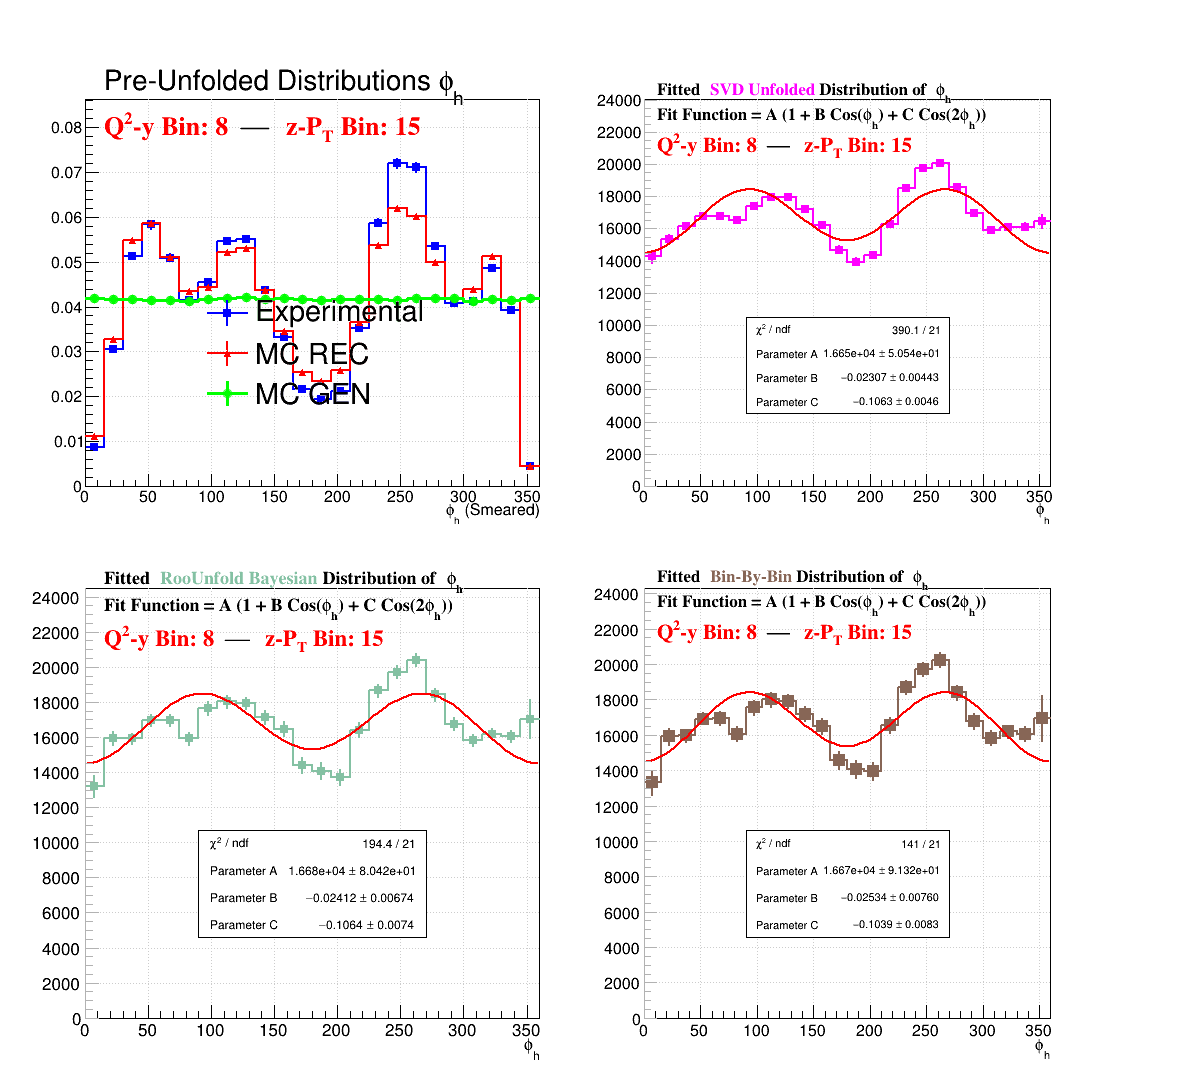 Pre-Unfolded Distributions ϕh
Q²-y Bin: 8 — z-PT Bin: 15
0.08
0.07
0.06
0.05
0.04
0.03
0.02
0.01
0
Experimental
MC REC
MC GEN
0 50 100 150 200 250 300 350
ϕh (Smeared)
Fitted SVD Unfolded Distribution of ϕh
Fit Function = A (1 + B Cos(ϕh) + C Cos(2ϕh))
Q²-y Bin: 8 — z-PT Bin: 15
24000
22000
20000
18000
16000
14000
12000
10000
8000
6000
4000
2000
0
χ² / ndf 390.1 / 21
Parameter A 1.665e+04 ± 5.054e+01
Parameter B −0.02307 ± 0.00443
Parameter C −0.1063 ± 0.0046
0 50 100 150 200 250 300 350
ϕh
Fitted RooUnfold Bayesian Distribution of ϕh
Fit Function = A (1 + B Cos(ϕh) + C Cos(2ϕh))
Q²-y Bin: 8 — z-PT Bin: 15
24000
22000
20000
18000
16000
14000
12000
10000
8000
6000
4000
2000
0
χ² / ndf 194.4 / 21
Parameter A 1.668e+04 ± 8.042e+01
Parameter B −0.02412 ± 0.00674
Parameter C −0.1064 ± 0.0074
0 50 100 150 200 250 300 350
ϕh
Fitted Bin-By-Bin Distribution of ϕh
Fit Function = A (1 + B Cos(ϕh) + C Cos(2ϕh))
Q²-y Bin: 8 — z-PT Bin: 15
24000
22000
20000
18000
16000
14000
12000
10000
8000
6000
4000
2000
0
χ² / ndf 141 / 21
Parameter A 1.667e+04 ± 9.132e+01
Parameter B −0.02534 ± 0.00760
Parameter C −0.1039 ± 0.0083
0 50 100 150 200 250 300 350
ϕh